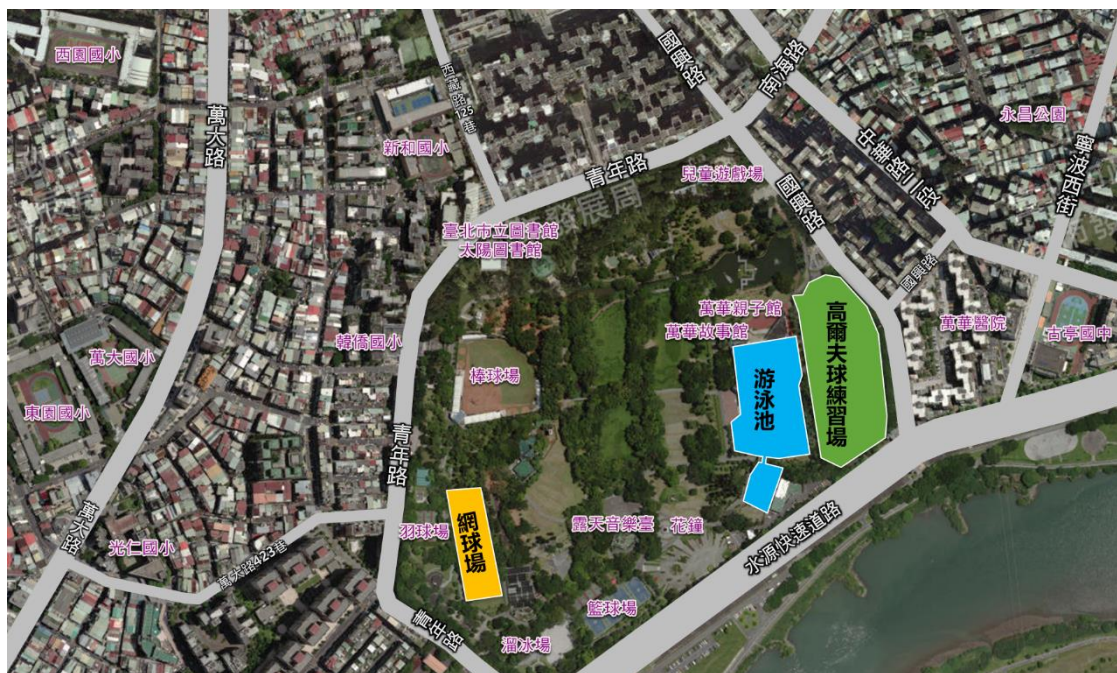 西園國小
萬大路
西藏路125巷
國興路
南海路
永昌公園
新和國小
中華路二段
寧波西街
青年路
兒童遊戲場
國興路
臺北市立圖書館
太陽圖書館
國興路
萬華親子館
萬華故事館
高爾夫球練習場
萬華醫院
古亭國中
萬大國小
韓僑國小
棒球場
游泳池
東園國小
青年路
網球場
羽球場
露天音樂臺
花鐘
水源快速道路
萬大路
光仁國小
萬大路423巷
籃球場
青年路
溜冰場